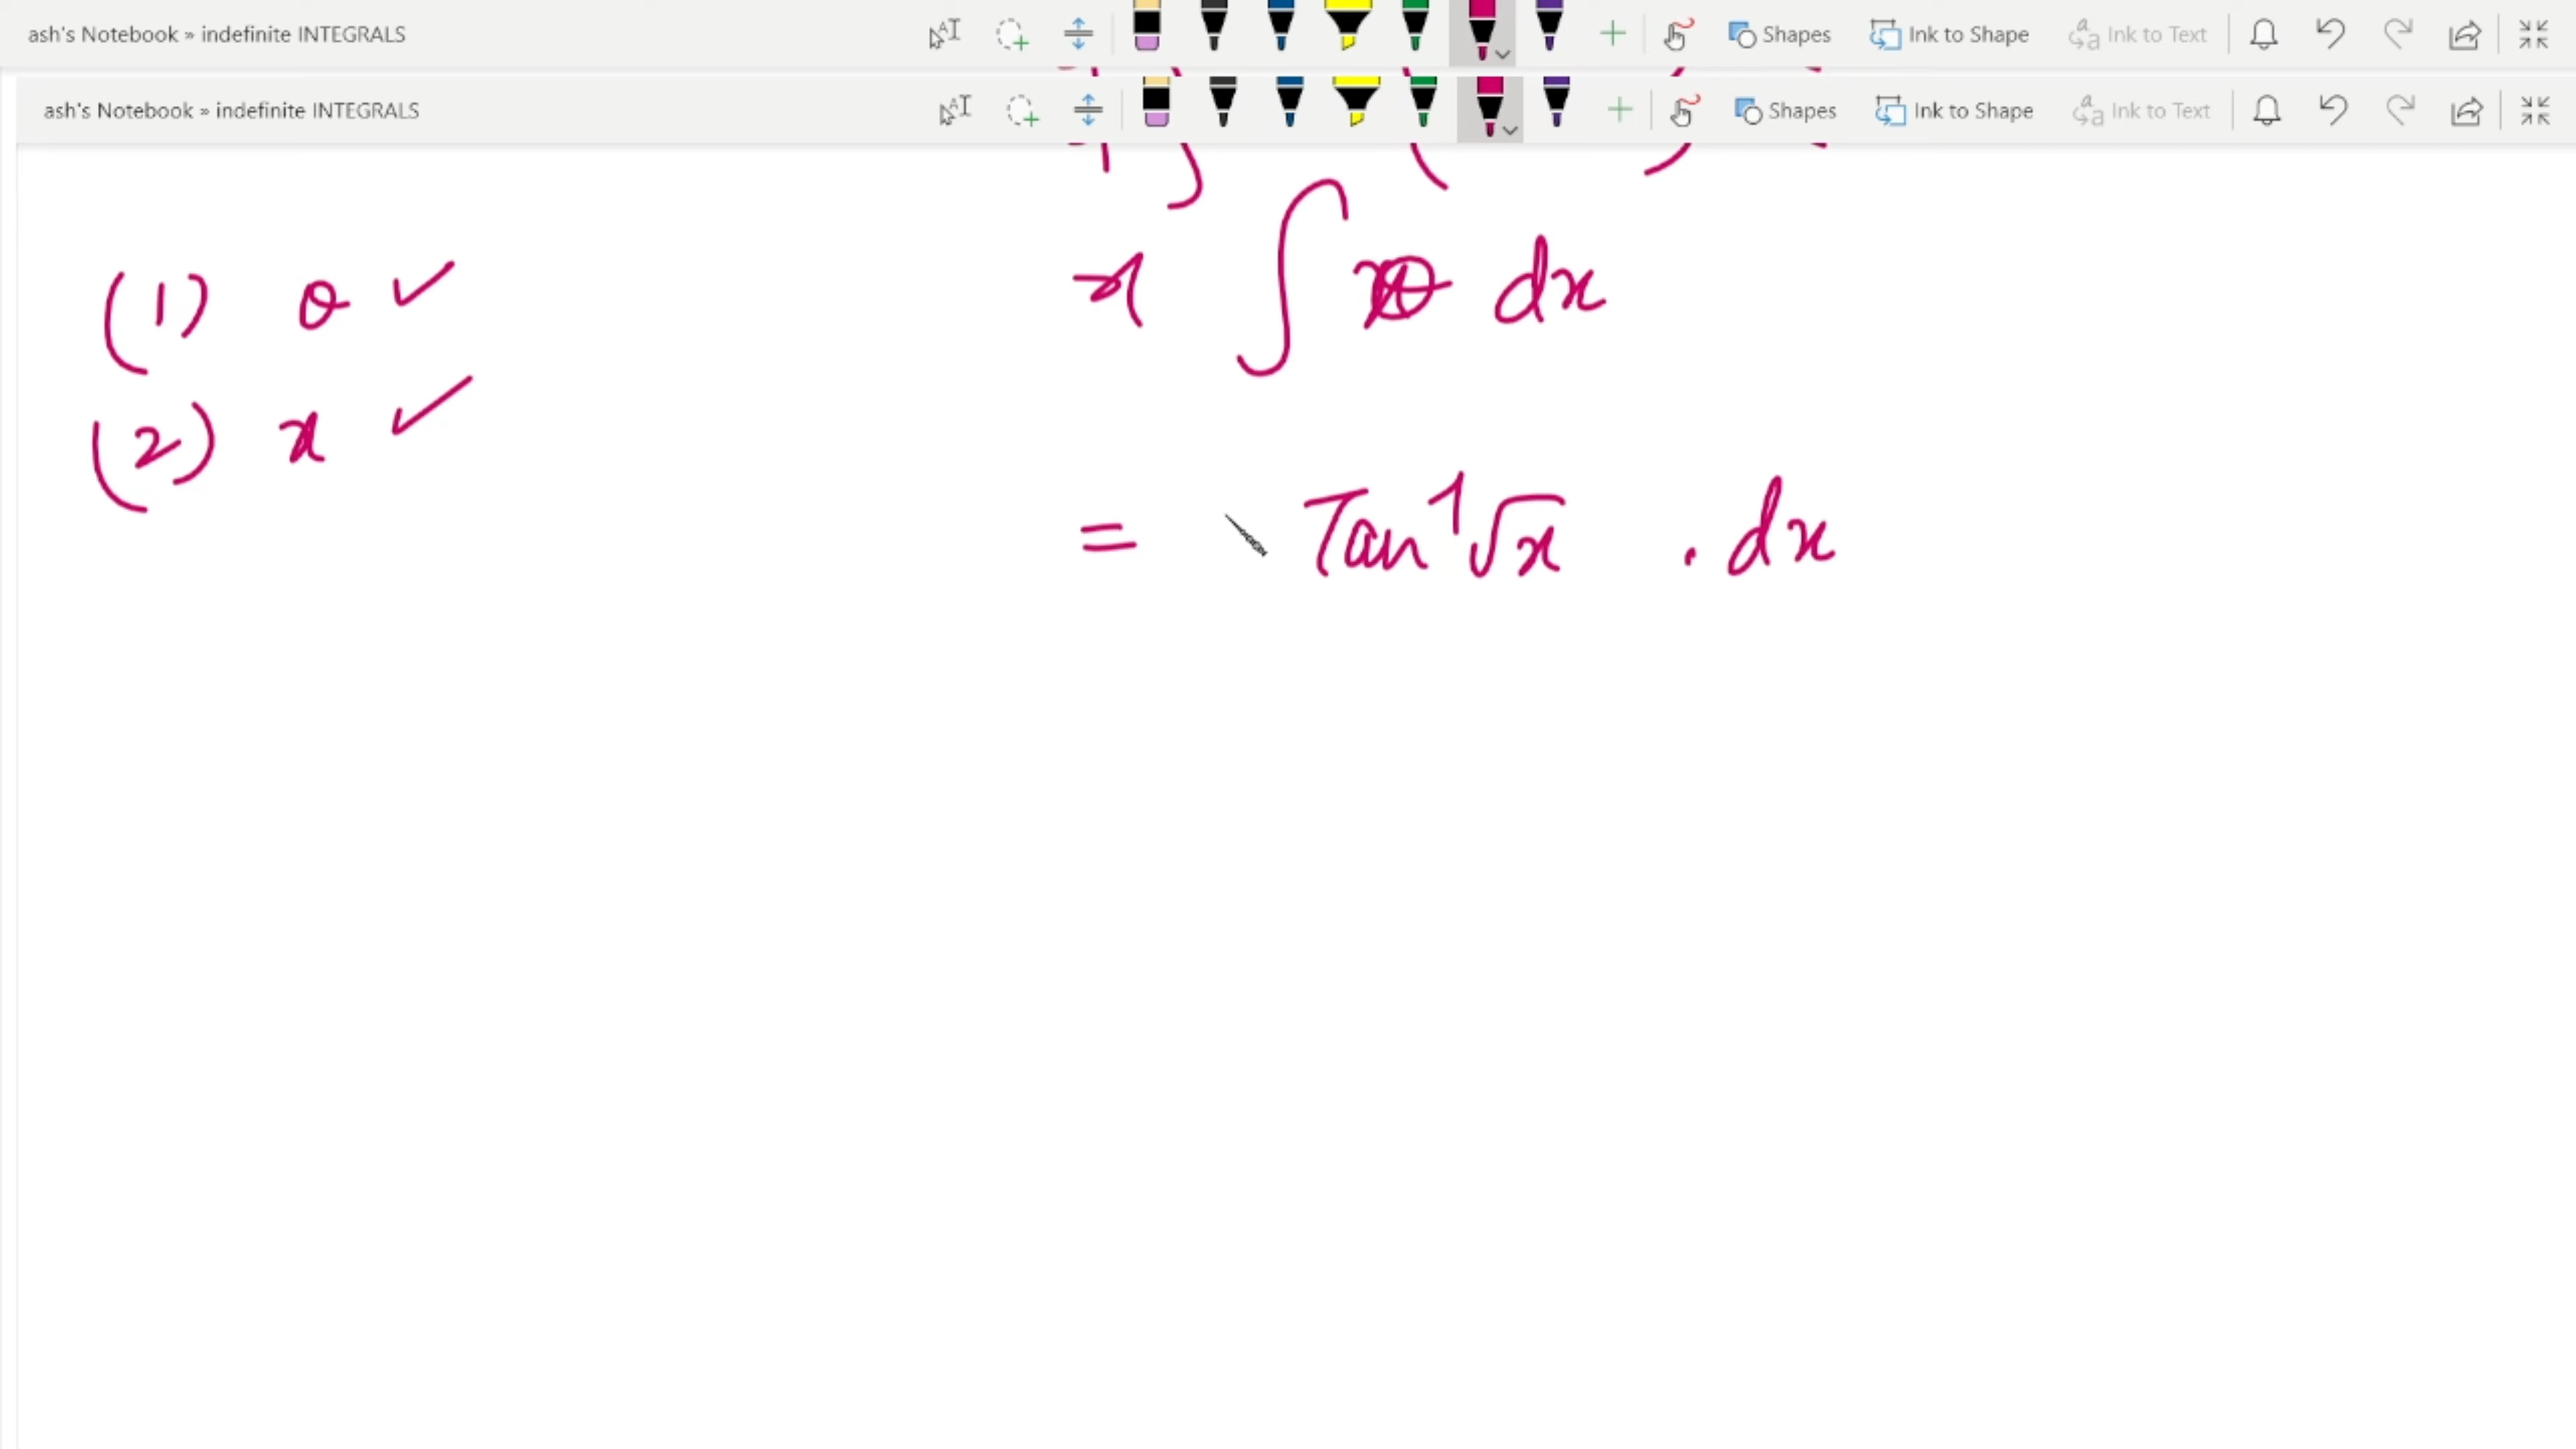 ash's Notebook » indefinite INTEGRALS Shapes Ink to Shape Ink to Text
ash's Notebook » indefinite INTEGRALS Shapes Ink to Shape Ink to Text
(1) θ ✓
∫ θ dx
(2) x ✓
= Tan⁻¹√x . dx